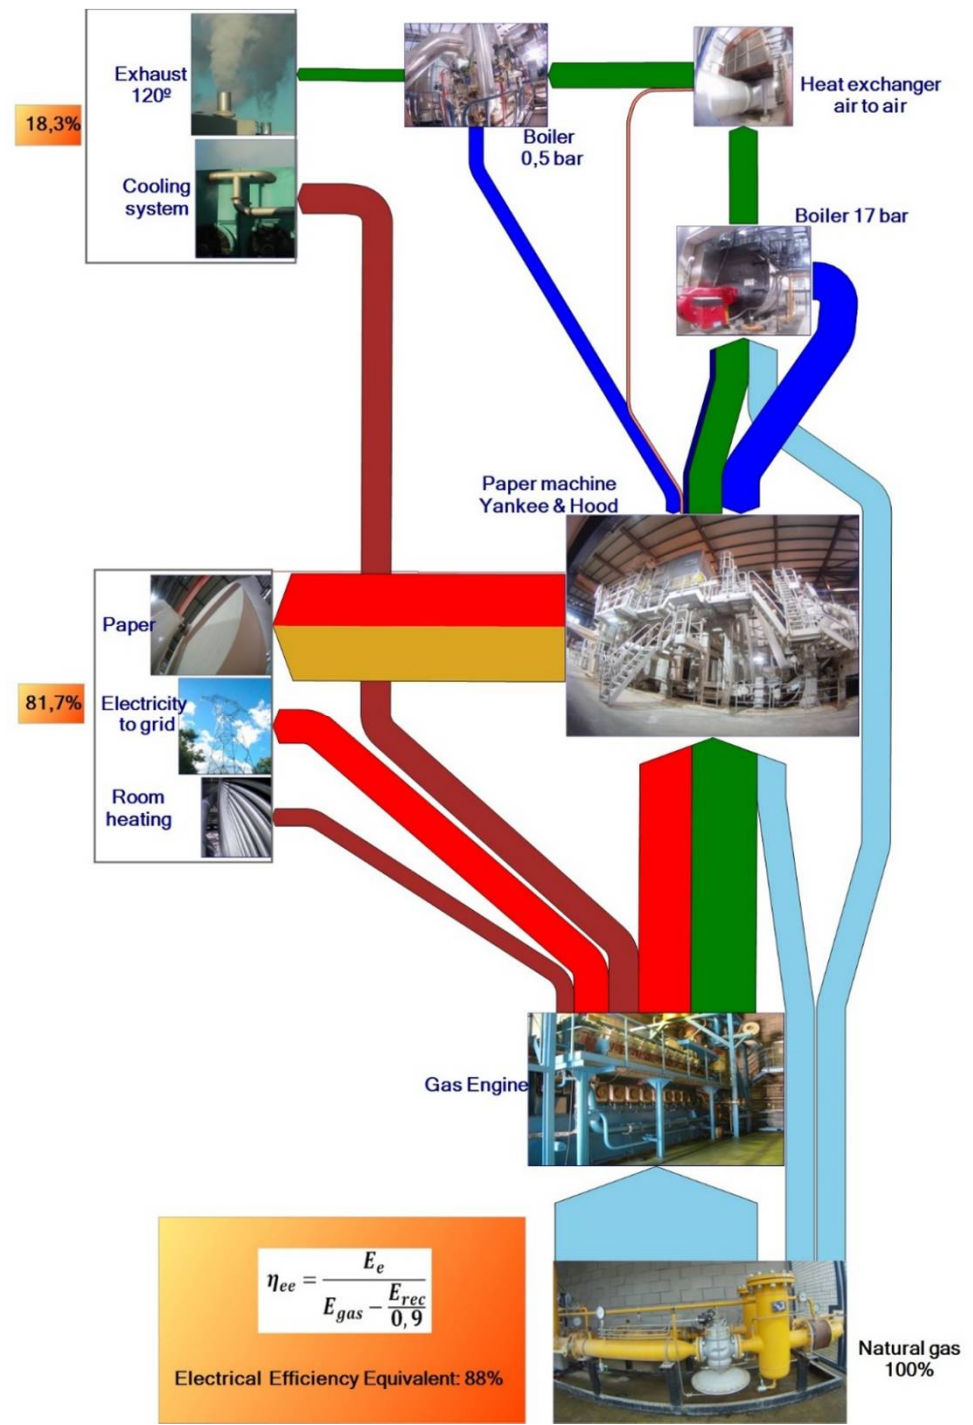 Exhaust
120º
18,3%
Cooling
system
Boiler
0,5 bar
Heat exchanger
air to air
Boiler 17 bar
Paper machine
Yankee & Hood
Paper
81,7%
Electricity
to grid
Room
heating
Gas Engine
η_ee = E_e / (E_gas − E_rec / 0,9)
Electrical Efficiency Equivalent: 88%
Natural gas
100%